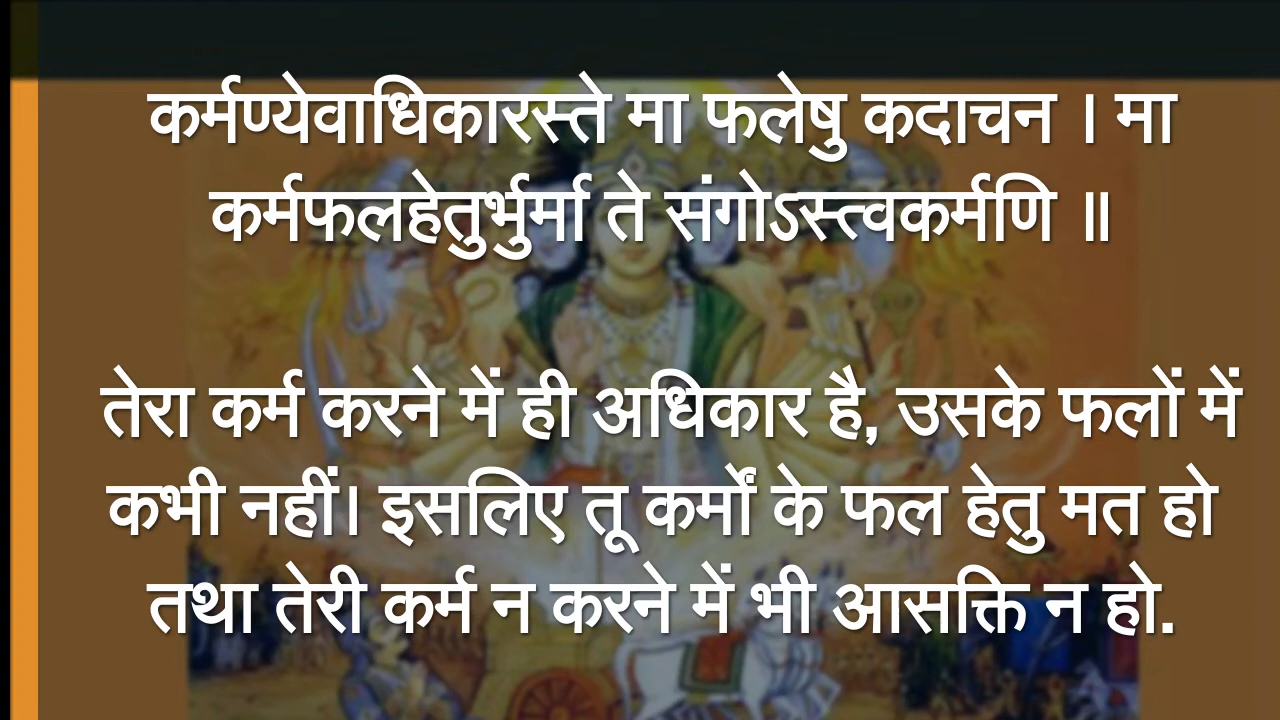 कर्मण्येवाधिकारस्ते मा फलेषु कदाचन । मा
कर्मफलहेतुर्भुर्मा ते संगोऽस्त्वकर्मणि ॥
तेरा कर्म करने में ही अधिकार है, उसके फलों में
कभी नहीं। इसलिए तू कर्मों के फल हेतु मत हो
तथा तेरी कर्म न करने में भी आसक्ति न हो.